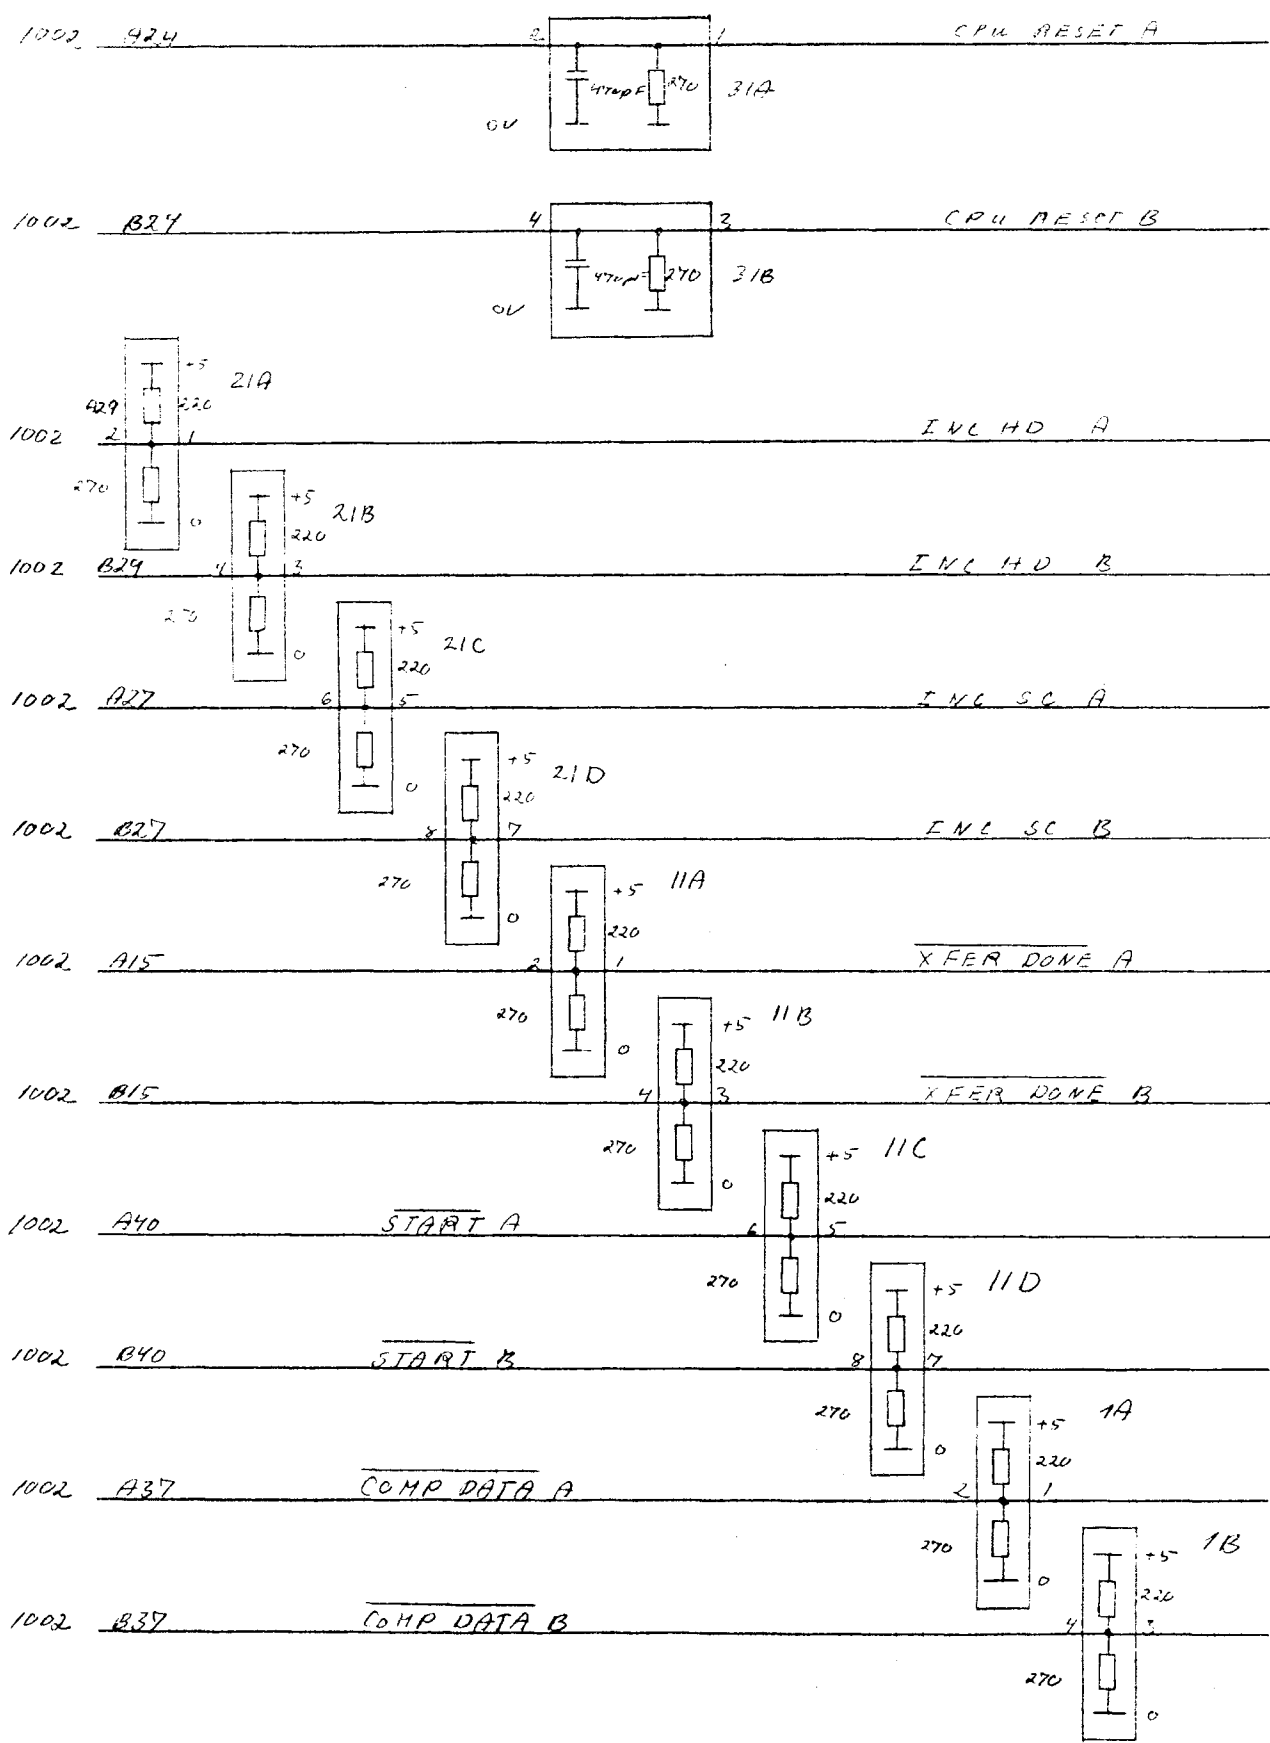 1002 A24 2 1 CPU RESET A
470pF 270 31A
0V
1002 B24 4 3 CPU RESET B
470pF 270 31B
0V
+5 21A
A29 220
1002 2 1 INC HD A
270
0
+5 21B
220
1002 B29 4 3 INC HD B
270
0
+5 21C
220
1002 A27 6 5 INC SC A
270
0
+5 21D
220
1002 B27 8 7 INC SC B
270
0
+5 11A
220
1002 A15 2 1 XFER DONE A
270
0
+5 11B
220
1002 B15 4 3 XFER DONE B
270
0
+5 11C
220
1002 A40 START A 6 5
270
0
+5 11D
220
1002 B40 START B 8 7
270
0
+5 1A
220
1002 A37 COMP DATA A 2 1
270
0
+5 1B
220
1002 B37 COMP DATA B 4 3
270
0